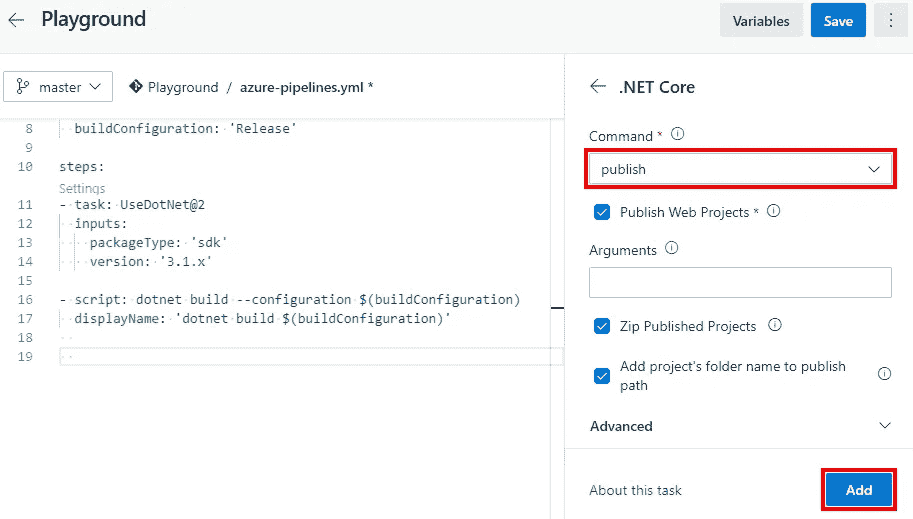 Playground
Variables
Save
master
Playground / azure-pipelines.yml *
8 buildConfiguration: 'Release'
9
10 steps:
Settings
11 - task: UseDotNet@2
12 inputs:
13 packageType: 'sdk'
14 version: '3.1.x'
15
16 - script: dotnet build --configuration $(buildConfiguration)
17 displayName: 'dotnet build $(buildConfiguration)'
18
19
.NET Core
Command *
publish
Publish Web Projects *
Arguments
Zip Published Projects
Add project's folder name to publish
path
Advanced
About this task
Add